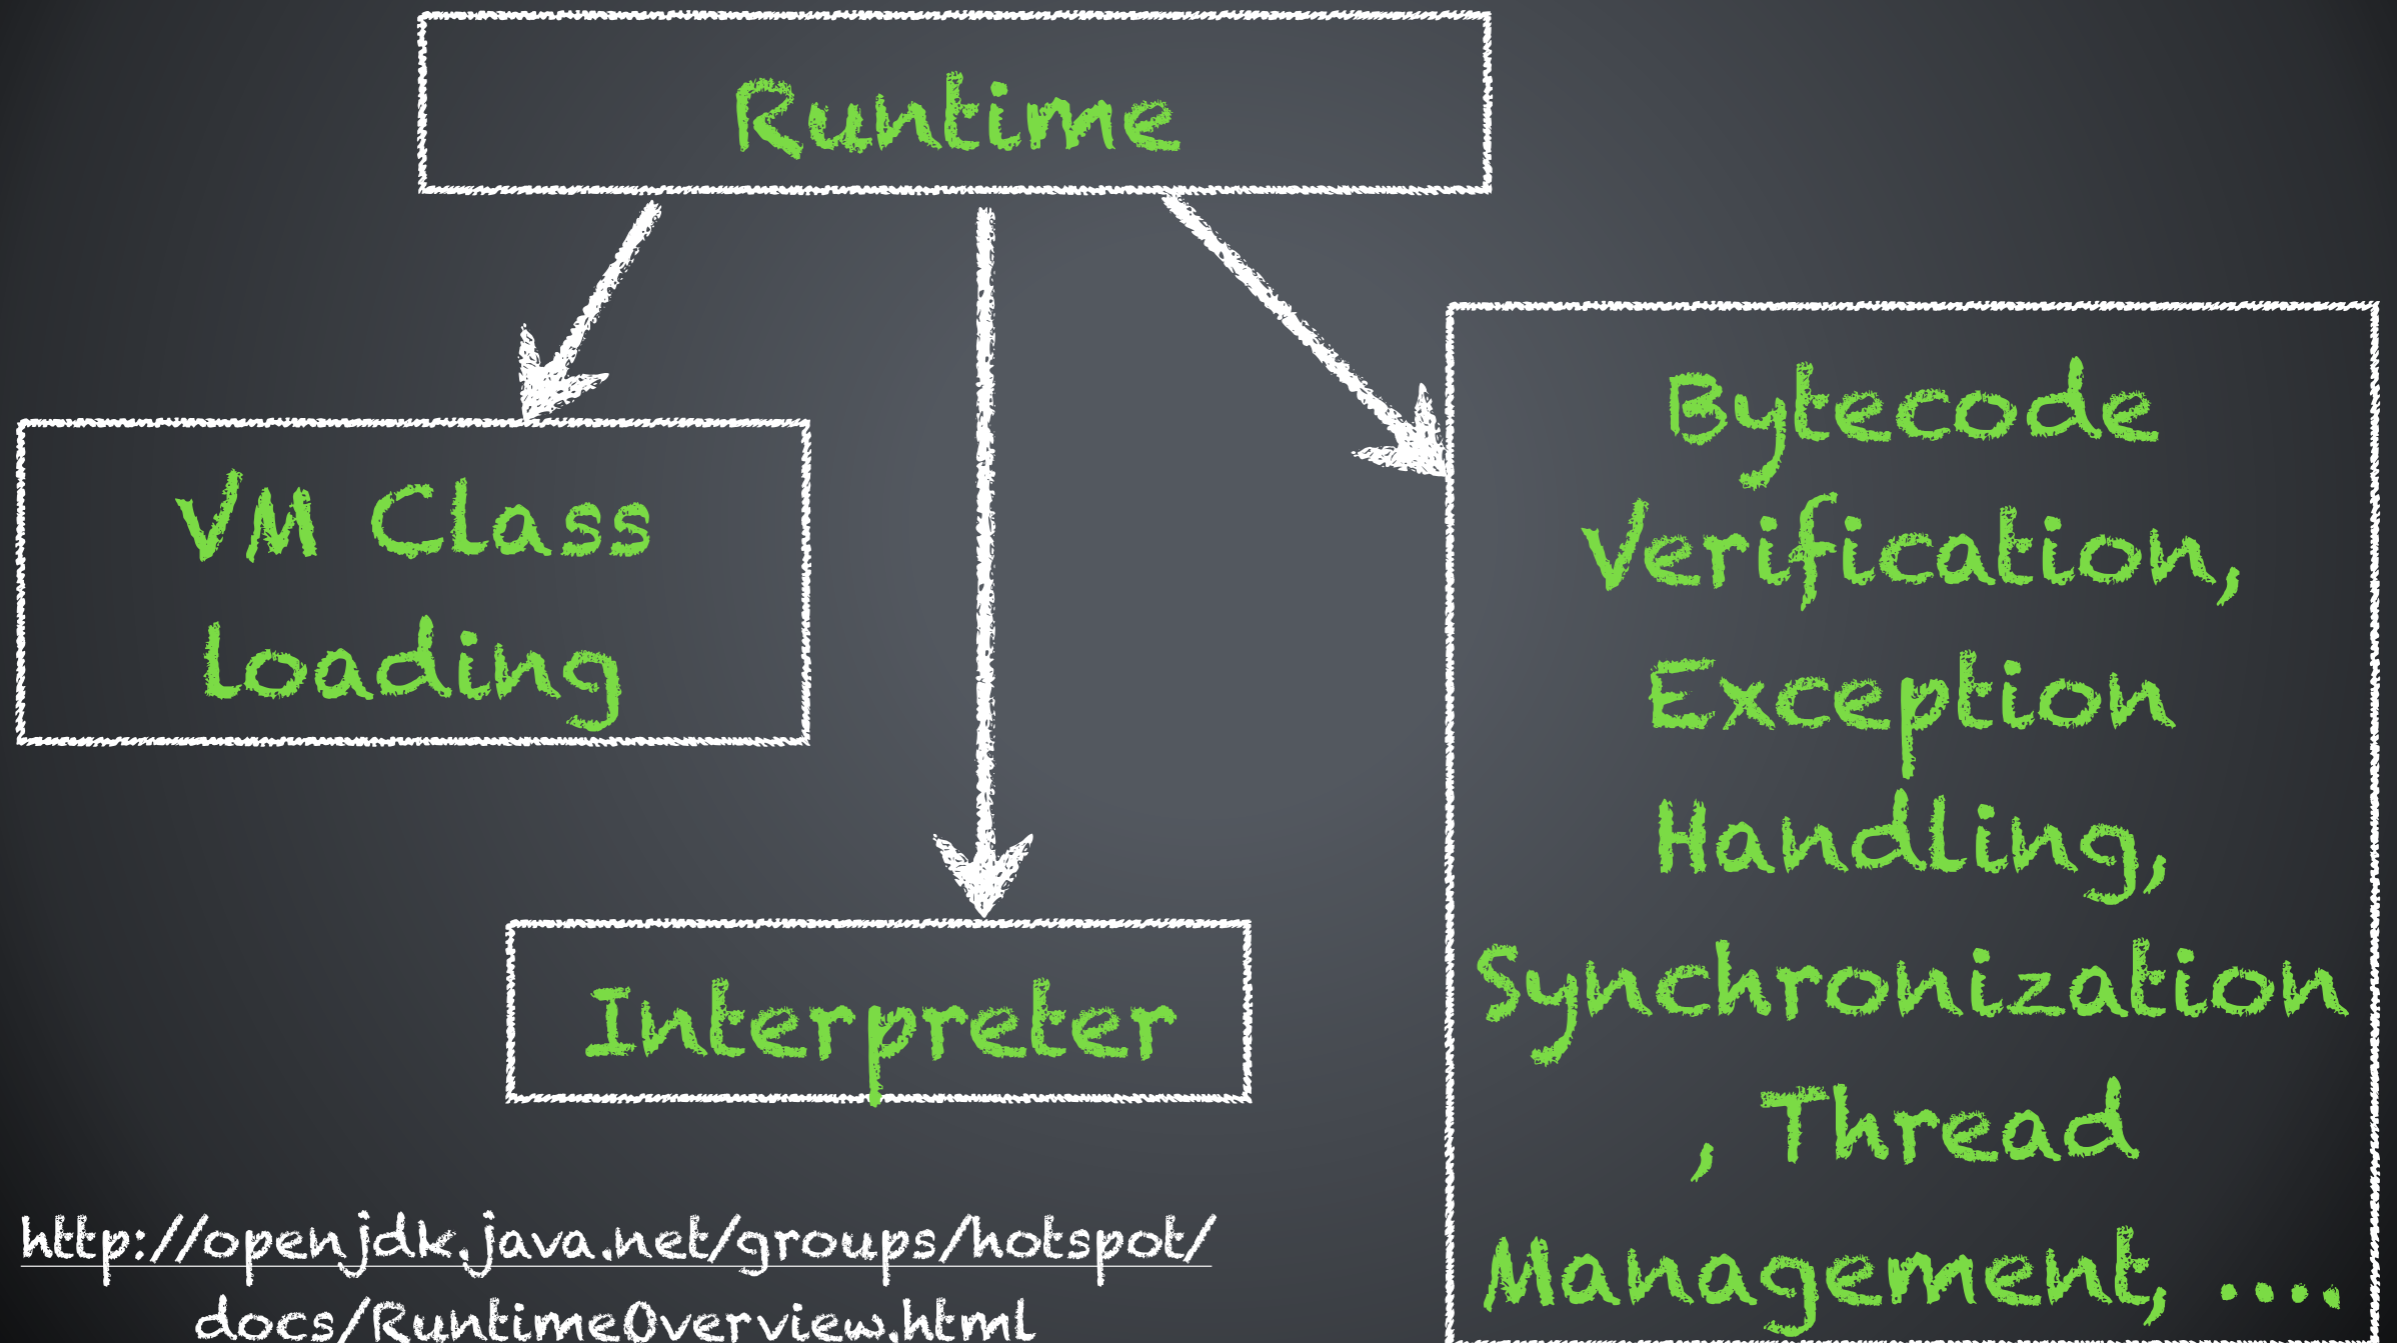 Runtime
VM Class
Loading
Interpreter
Bytecode
Verification,
Exception
Handling,
Synchronization
, Thread
Management, ....
http://openjdk.java.net/groups/hotspot/
docs/RuntimeOverview.html